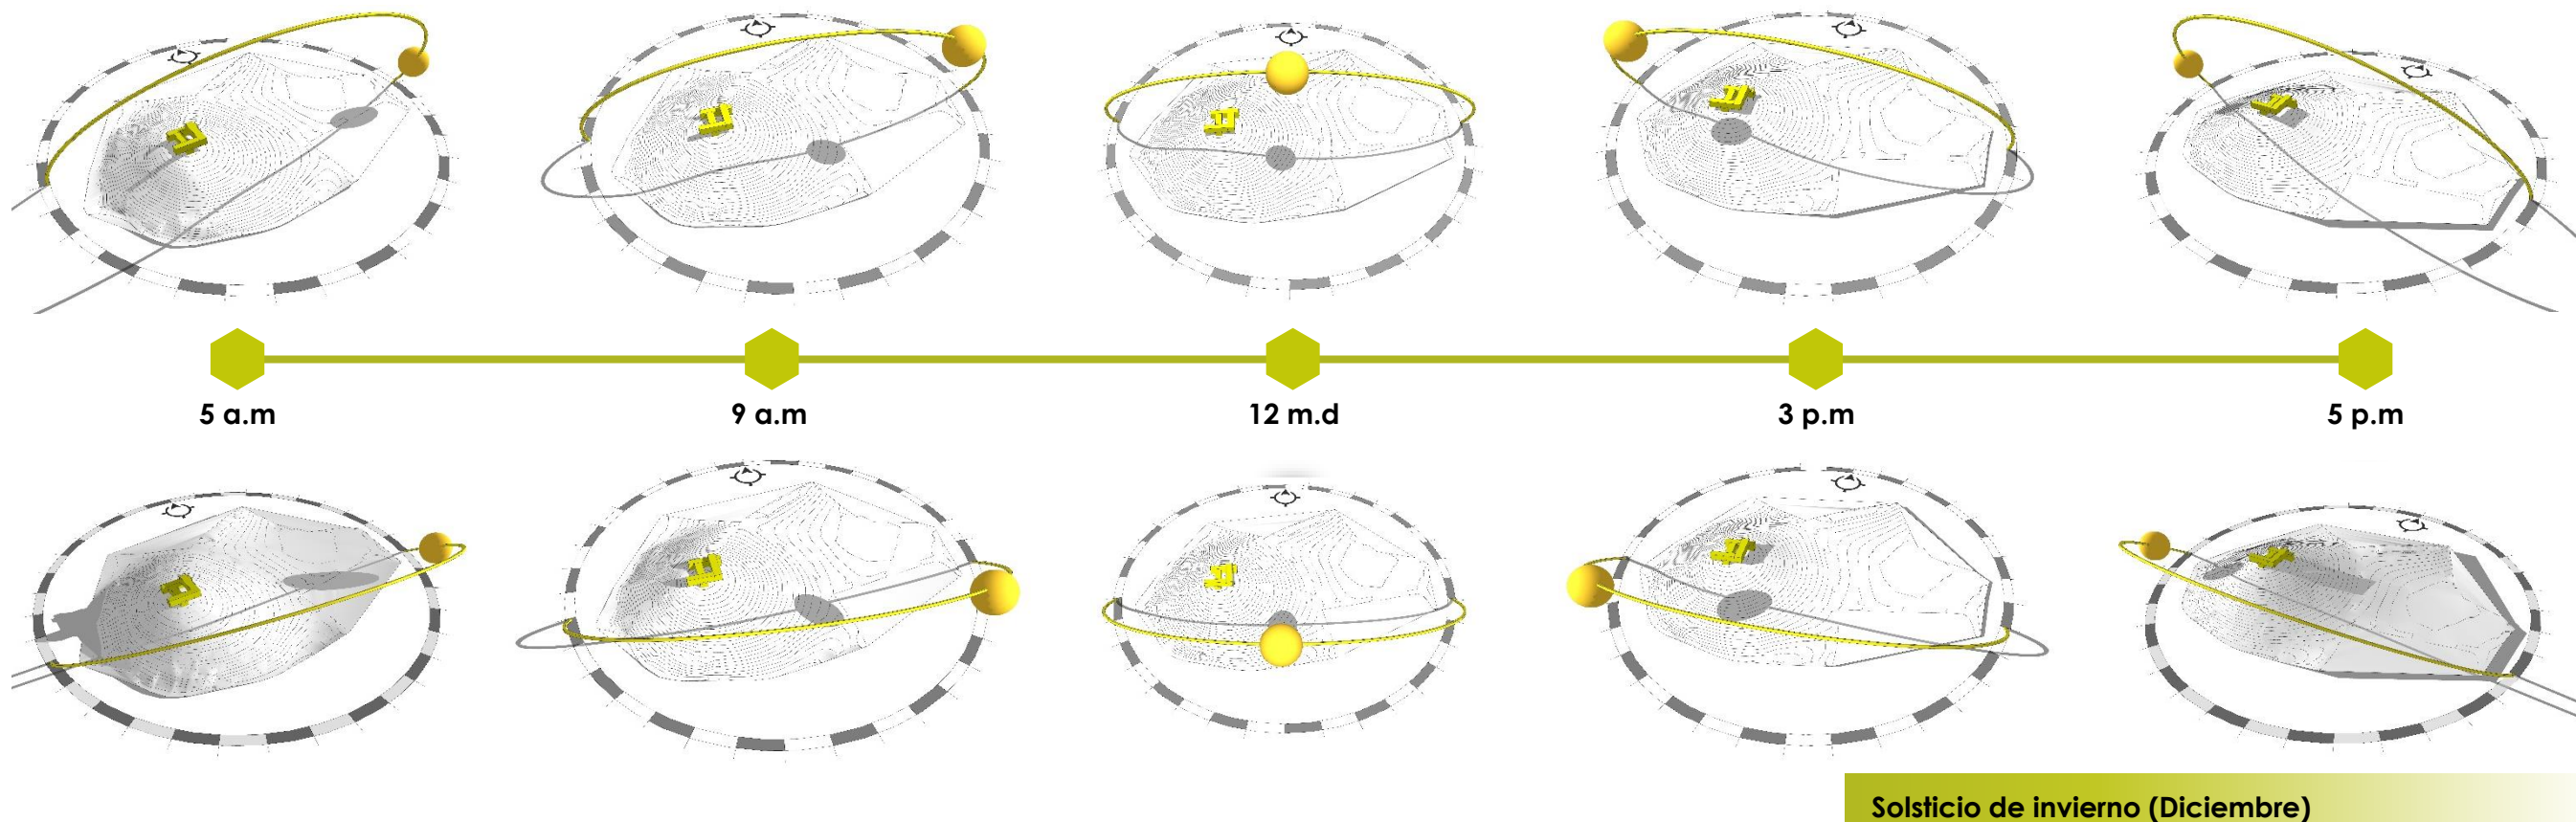 5 a.m
9 a.m
12 m.d
3 p.m
5 p.m
Solsticio de invierno (Diciembre)